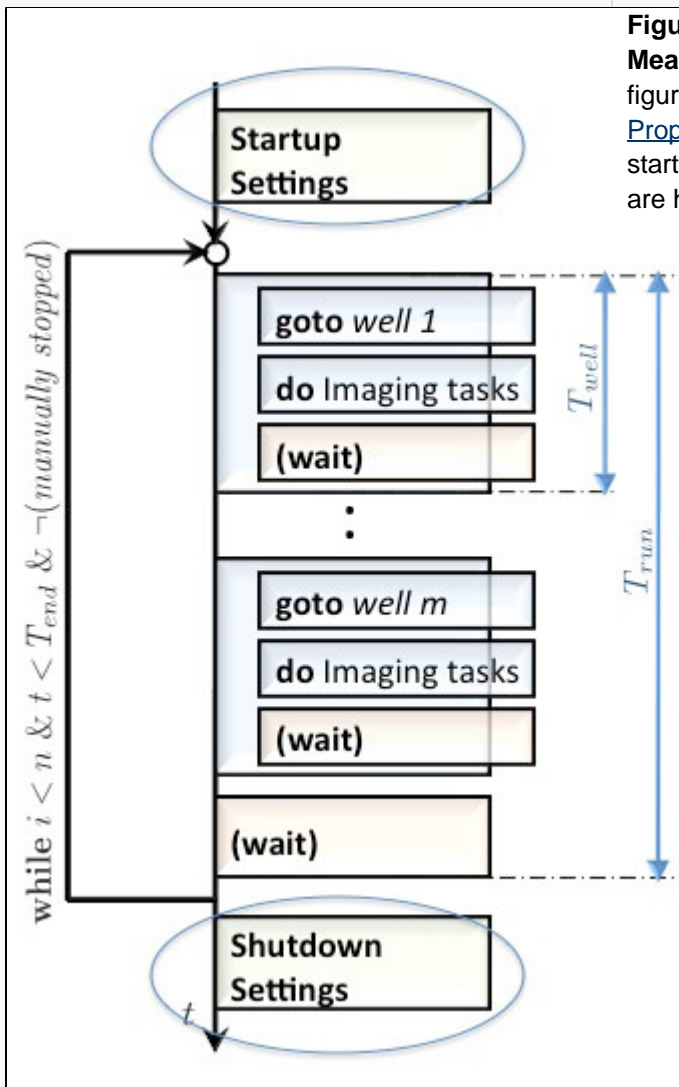 Figu
Mea
figur
Prop
start
are h
Startup
Settings
goto well 1
do Imaging tasks
(wait)
:
goto well m
do Imaging tasks
(wait)
(wait)
Shutdown
Settings
t
while i < n & t < T_end & ¬(manually stopped)
T_well
T_run